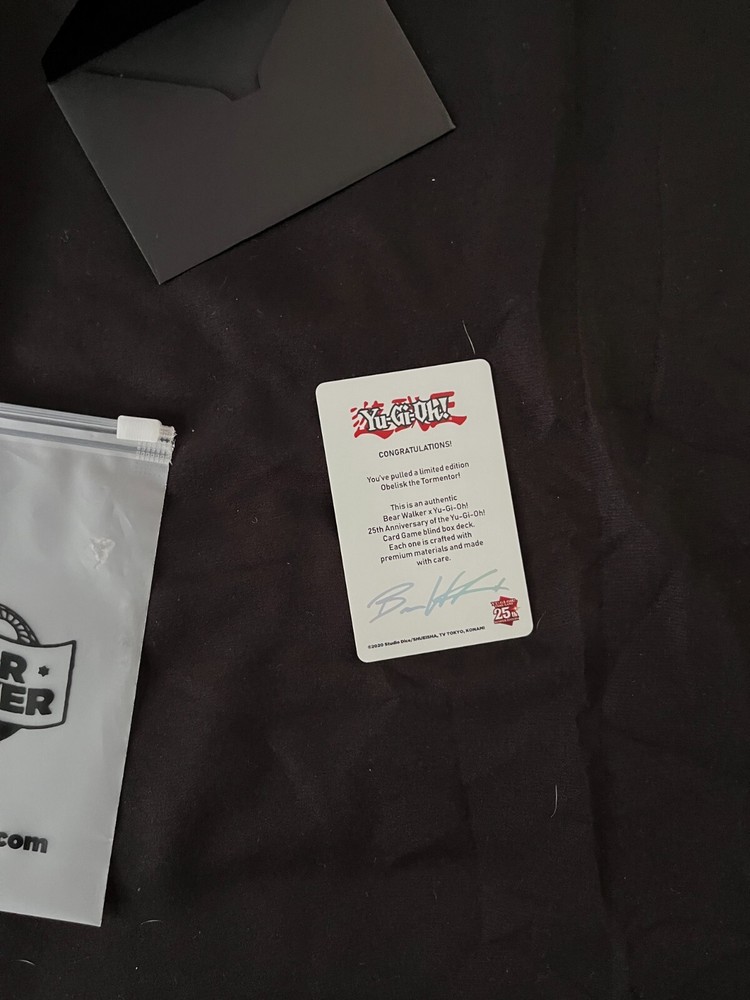 Yu-Gi-Oh!
CONGRATULATIONS!
You've pulled a limited edition
Obelisk the Tormentor!
This is an authentic
Bear Walker x Yu-Gi-Oh!
25th Anniversary of the Yu-Gi-Oh!
Card Game blind box deck.
Each one is crafted with
premium materials and made
with care.
25th
©2020 Studio Dice/SHUEISHA, TV TOKYO, KONAMI
R
ER
.com